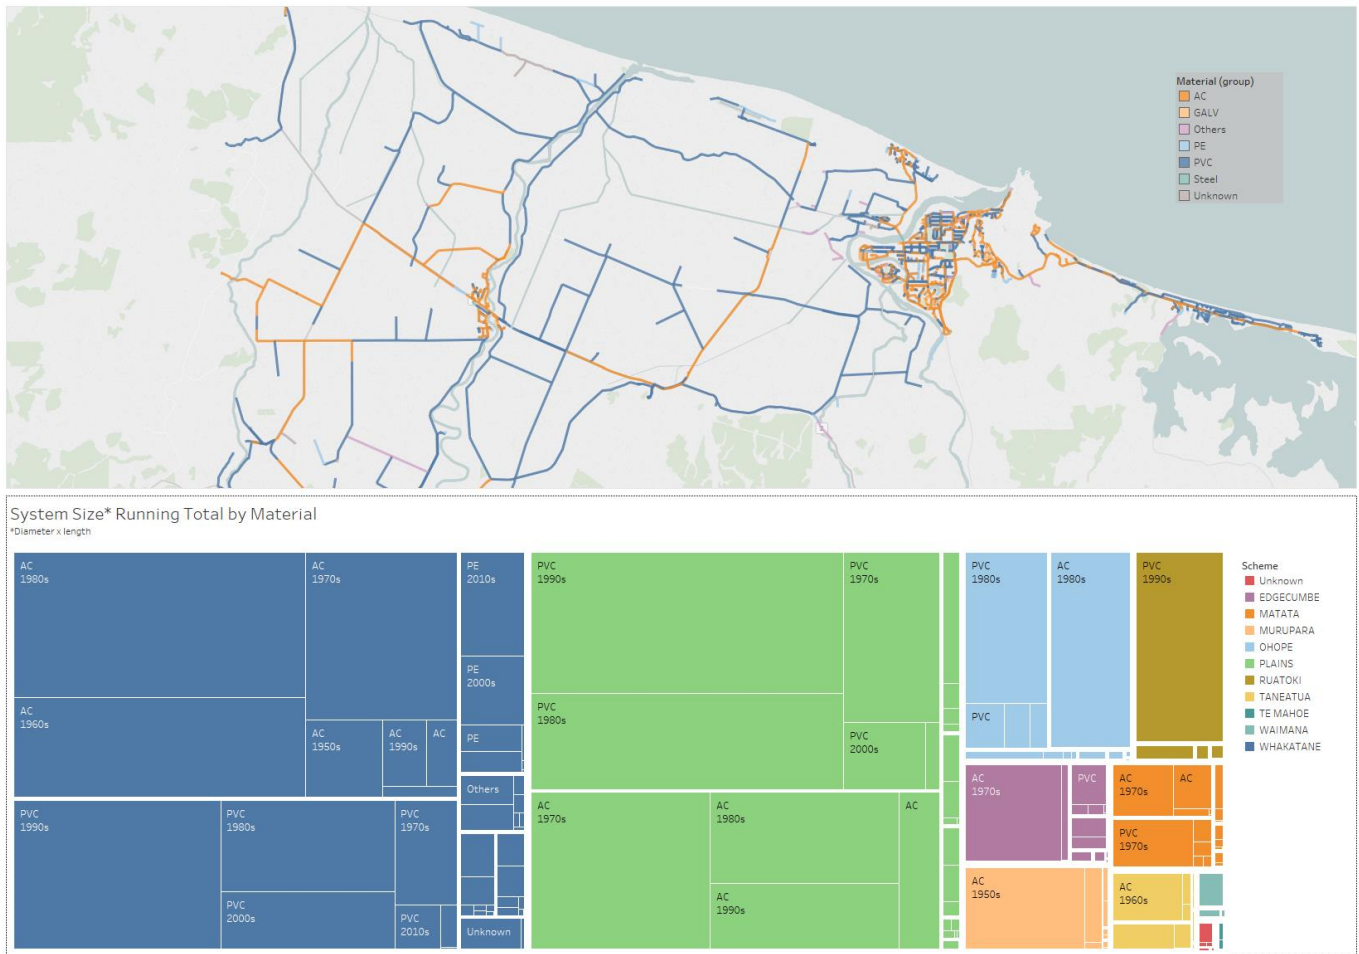 Material (group)
AC
GALV
Others
PE
PVC
Steel
Unknown
System Size* Running Total by Material
*Diameter x length
AC
1980s
AC
1970s
AC
1960s
AC
1950s
AC
1990s
AC
PVC
1990s
PVC
1980s
PVC
1970s
PVC
2000s
PVC
2010s
PE
2010s
PE
2000s
PE
Others
Unknown
PVC
1990s
PVC
1970s
PVC
1980s
PVC
2000s
AC
1970s
AC
1980s
AC
AC
1990s
PVC
1980s
AC
1980s
PVC
PVC
1990s
AC
1970s
PVC
AC
1970s
AC
PVC
1970s
AC
1950s
AC
1960s
Scheme
Unknown
EDGECUMBE
MATATA
MURUPARA
OHOPE
PLAINS
RUATOKI
TANEATUA
TE MAHOE
WAIMANA
WHAKATANE